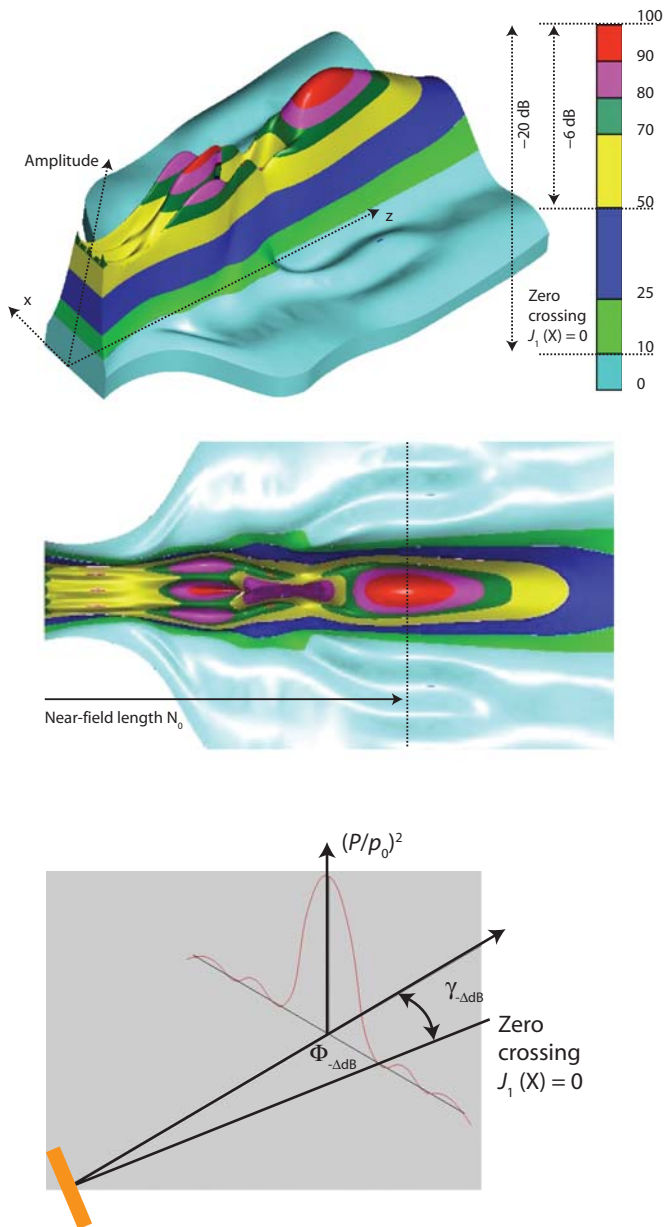 Amplitude
x
z
−20 dB
−6 dB
100
90
80
70
50
25
10
0
Zero
crossing
J₁ (X) = 0
Near-field length N₀
(P/p₀)²
γ-ΔdB
Φ-ΔdB
Zero
crossing
J₁ (X) = 0